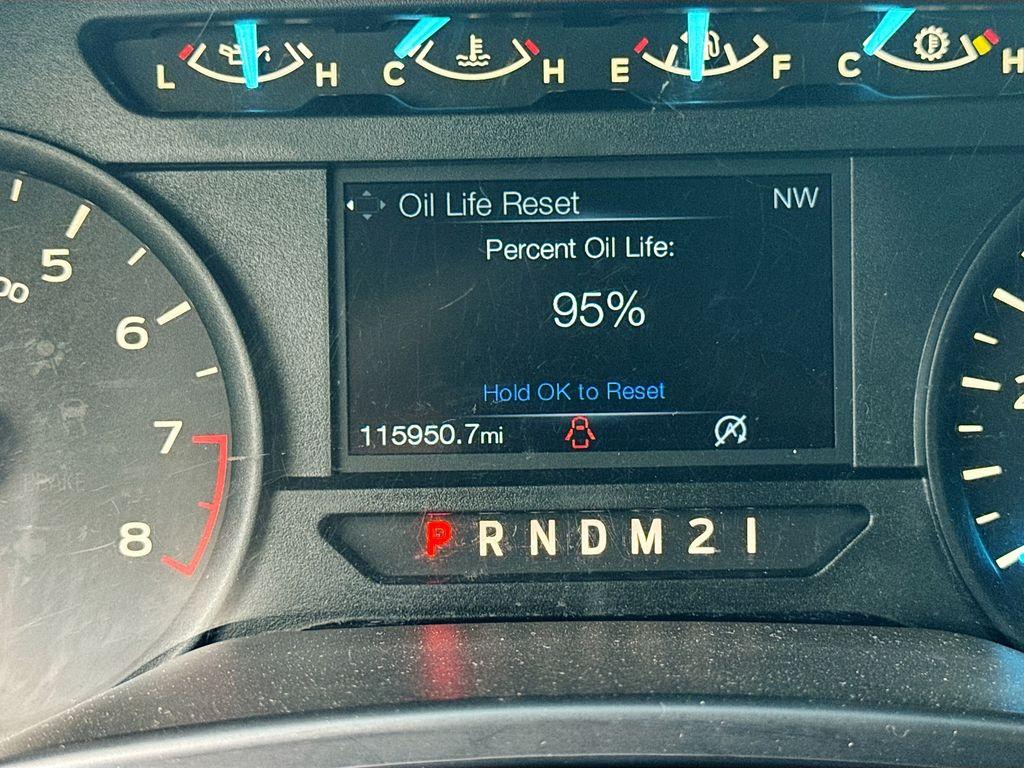 L H C H E F C H
Oil Life Reset NW
Percent Oil Life:
95%
Hold OK to Reset
115950.7mi
P R N D M 2 1
5
6
7
8
BRAKE